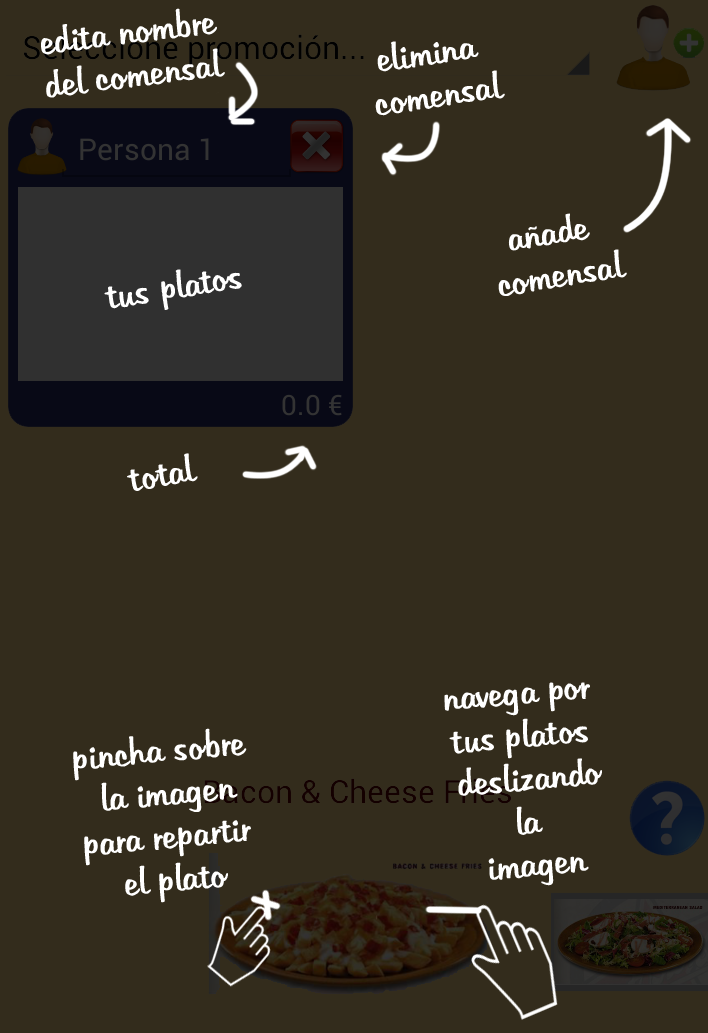 Seleccione promoción...
edita nombre
del comensal
elimina
comensal
Persona 1
añade
comensal
tus platos
0.0 €
total
navega por
tus platos
deslizando
la
imagen
pincha sobre
la imagen
para repartir
el plato
Bacon & Cheese Fries
?
BACON & CHEESE FRIES
MEDITERRANEAN SALAD